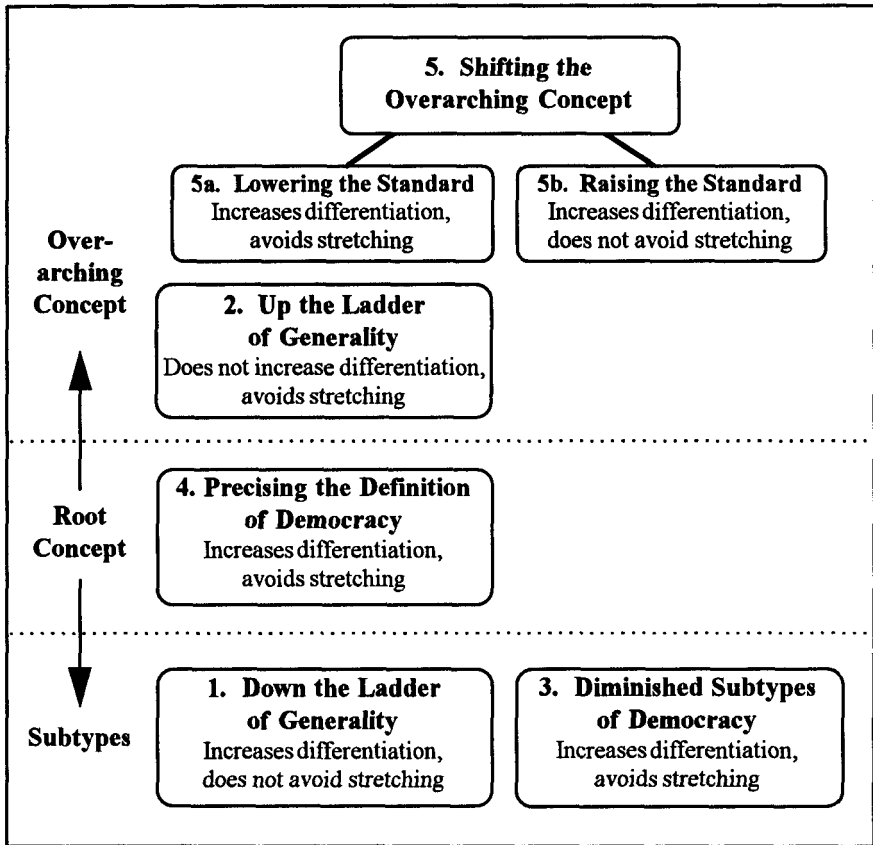 5. Shifting the
Overarching Concept
5a. Lowering the Standard
Increases differentiation,
avoids stretching
5b. Raising the Standard
Increases differentiation,
does not avoid stretching
Over-
arching
Concept
2. Up the Ladder
of Generality
Does not increase differentiation,
avoids stretching
Root
Concept
4. Precising the Definition
of Democracy
Increases differentiation,
avoids stretching
Subtypes
1. Down the Ladder
of Generality
Increases differentiation,
does not avoid stretching
3. Diminished Subtypes
of Democracy
Increases differentiation,
avoids stretching